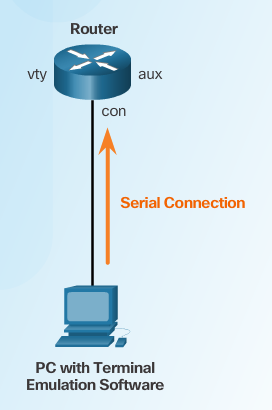 Router
vty
aux
con
Serial Connection
PC with Terminal
Emulation Software